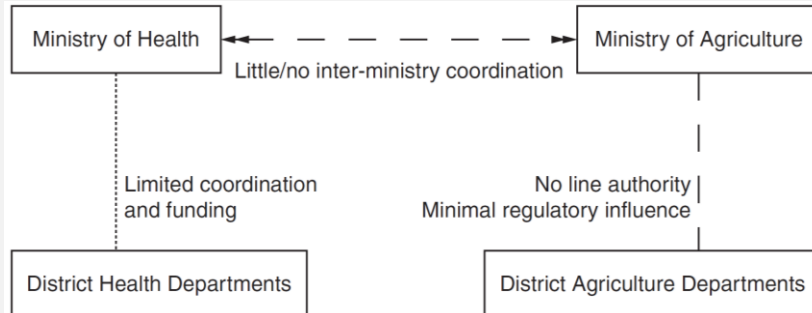 Ministry of Health
Ministry of Agriculture
Little/no inter-ministry coordination
Limited coordination
and funding
No line authority
Minimal regulatory influence
District Health Departments
District Agriculture Departments